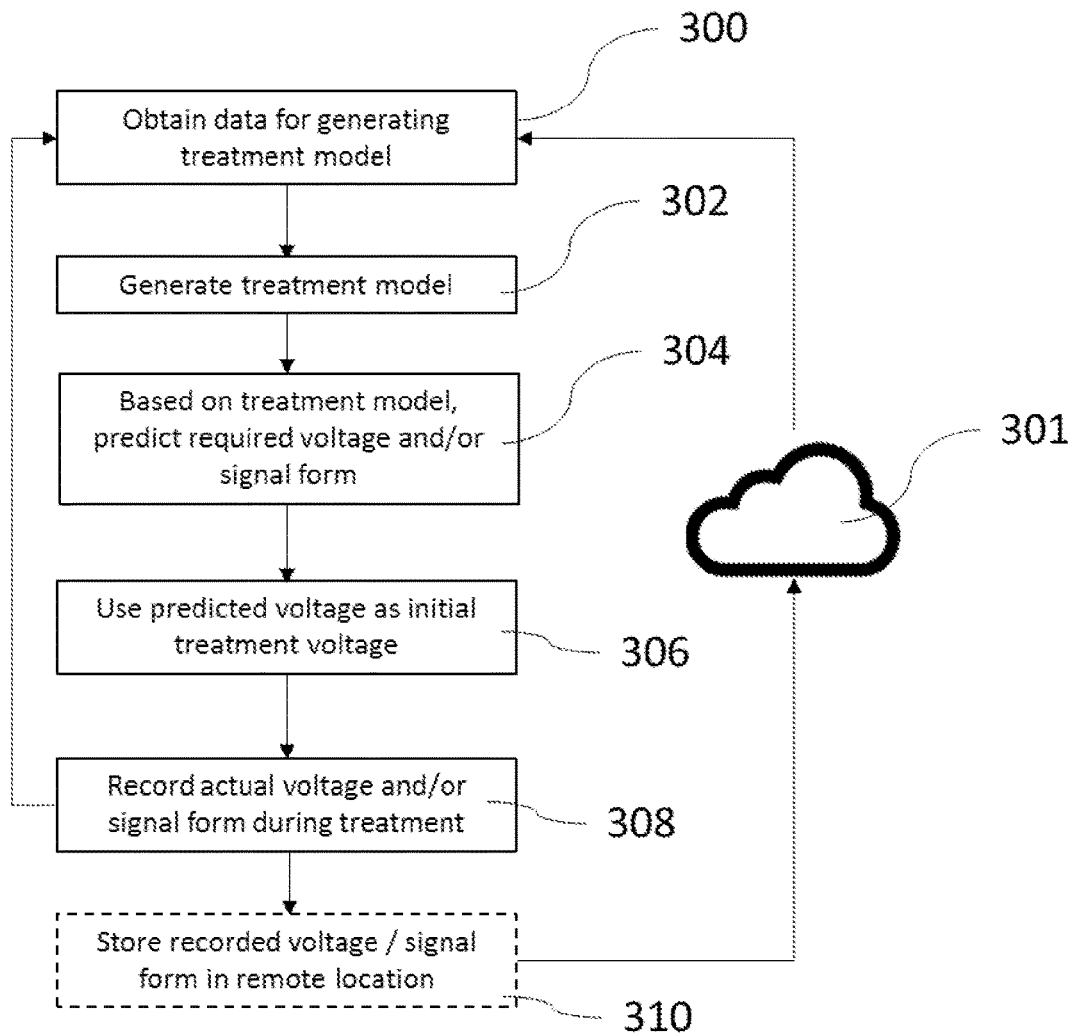 300
Obtain data for generating
treatment model
302
Generate treatment model
304
Based on treatment model,
predict required voltage and/or
signal form
301
Use predicted voltage as initial
treatment voltage
306
Record actual voltage and/or
signal form during treatment
308
Store recorded voltage / signal
form in remote location
310